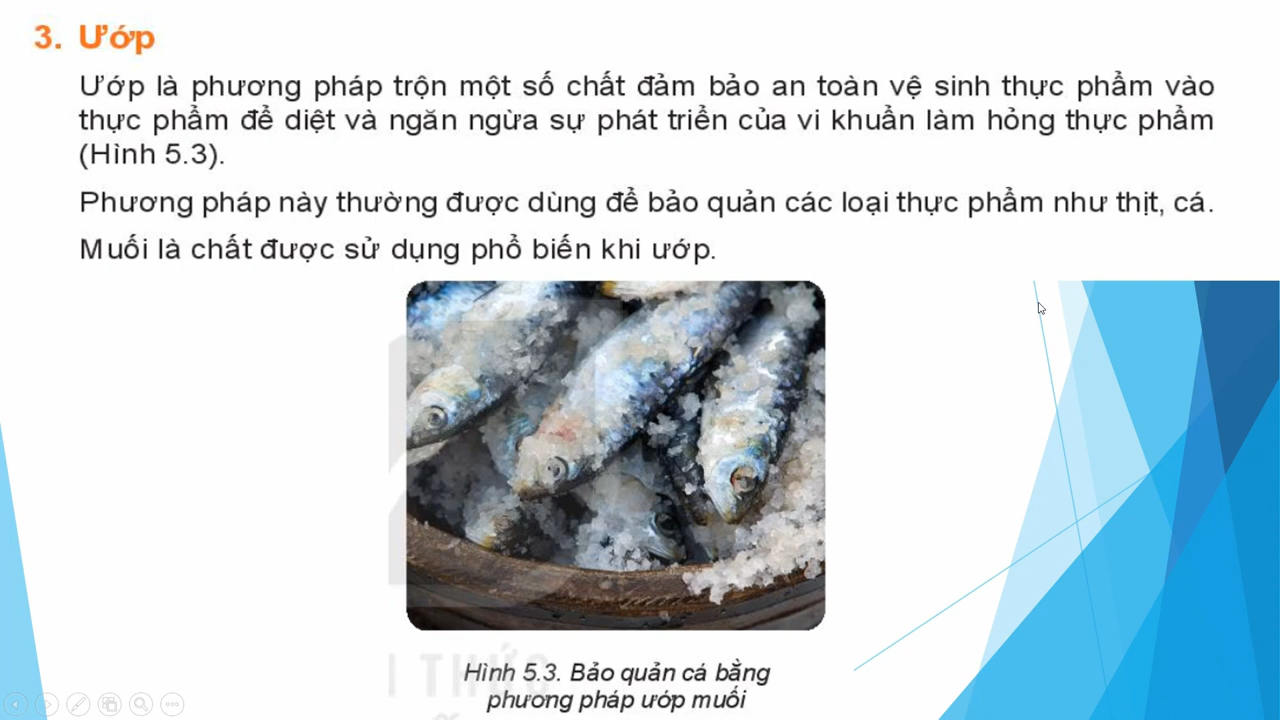 3. Ướp
Ướp là phương pháp trộn một số chất đảm bảo an toàn vệ sinh thực phẩm vào
thực phẩm để diệt và ngăn ngừa sự phát triển của vi khuẩn làm hỏng thực phẩm
(Hình 5.3).
Phương pháp này thường được dùng để bảo quản các loại thực phẩm như thịt, cá.
Muối là chất được sử dụng phổ biến khi ướp.
I THỨC
Hình 5.3. Bảo quản cá bằng
phương pháp ướp muối